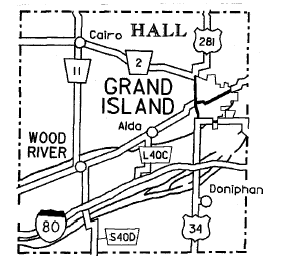 HALL
Cairo
281
2
11
GRAND
ISLAND
Alda
WOOD
RIVER
L40C
Doniphan
80
S40D
34